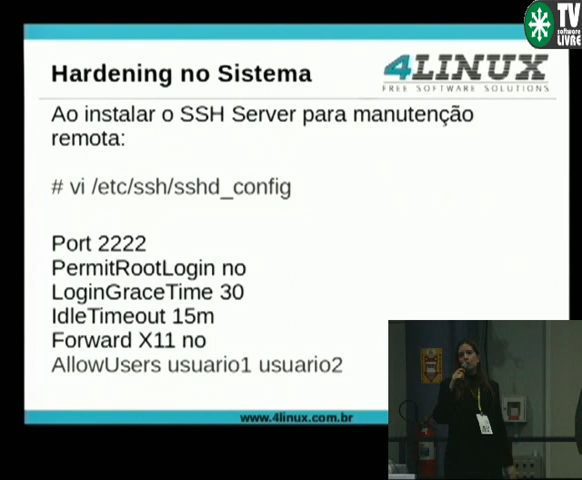 TV
software
LIVRE
Hardening no Sistema
4LINUX
FREE SOFTWARE SOLUTIONS
Ao instalar o SSH Server para manutenção
remota:
# vi /etc/ssh/sshd_config
Port 2222
PermitRootLogin no
LoginGraceTime 30
IdleTimeout 15m
Forward X11 no
AllowUsers usuario1 usuario2
www.4linux.com.br